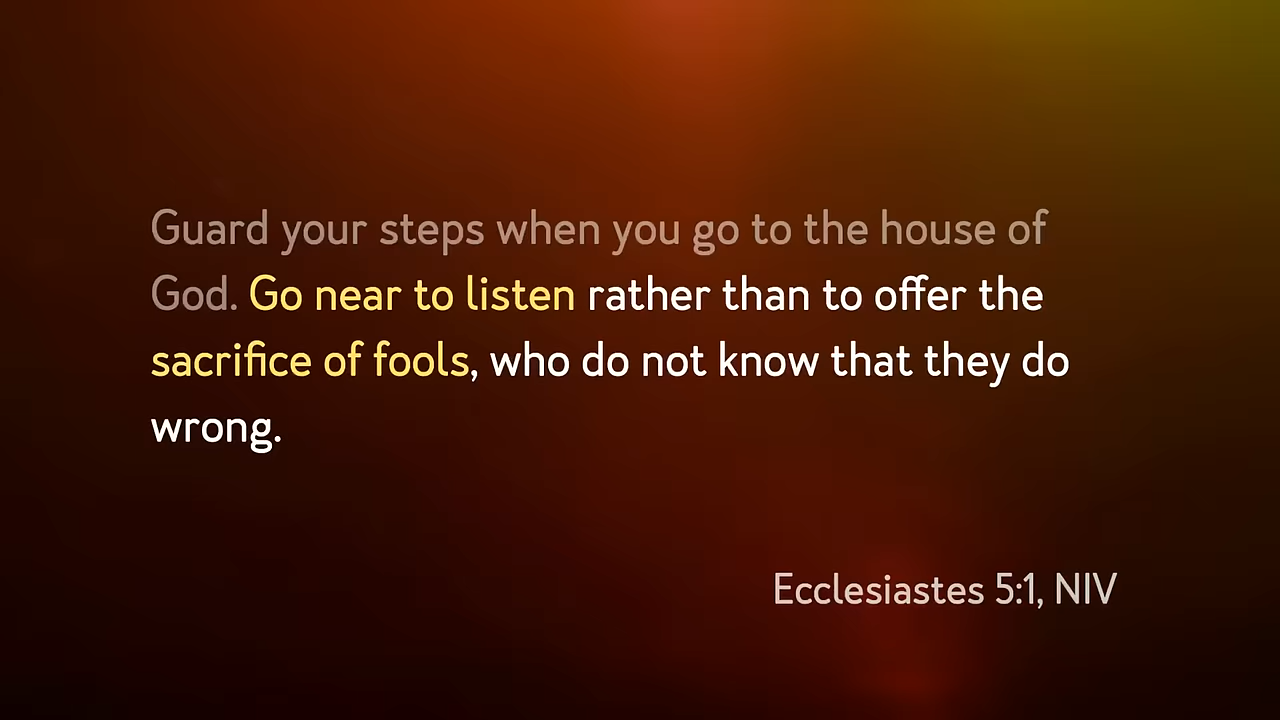 Guard your steps when you go to the house of
God. Go near to listen rather than to offer the
sacrifice of fools, who do not know that they do
wrong.
Ecclesiastes 5:1, NIV